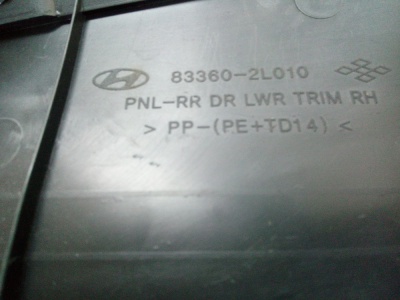 83360-2L010
PNL-RR DR LWR TRIM RH
> PP-(PE+TD14) <